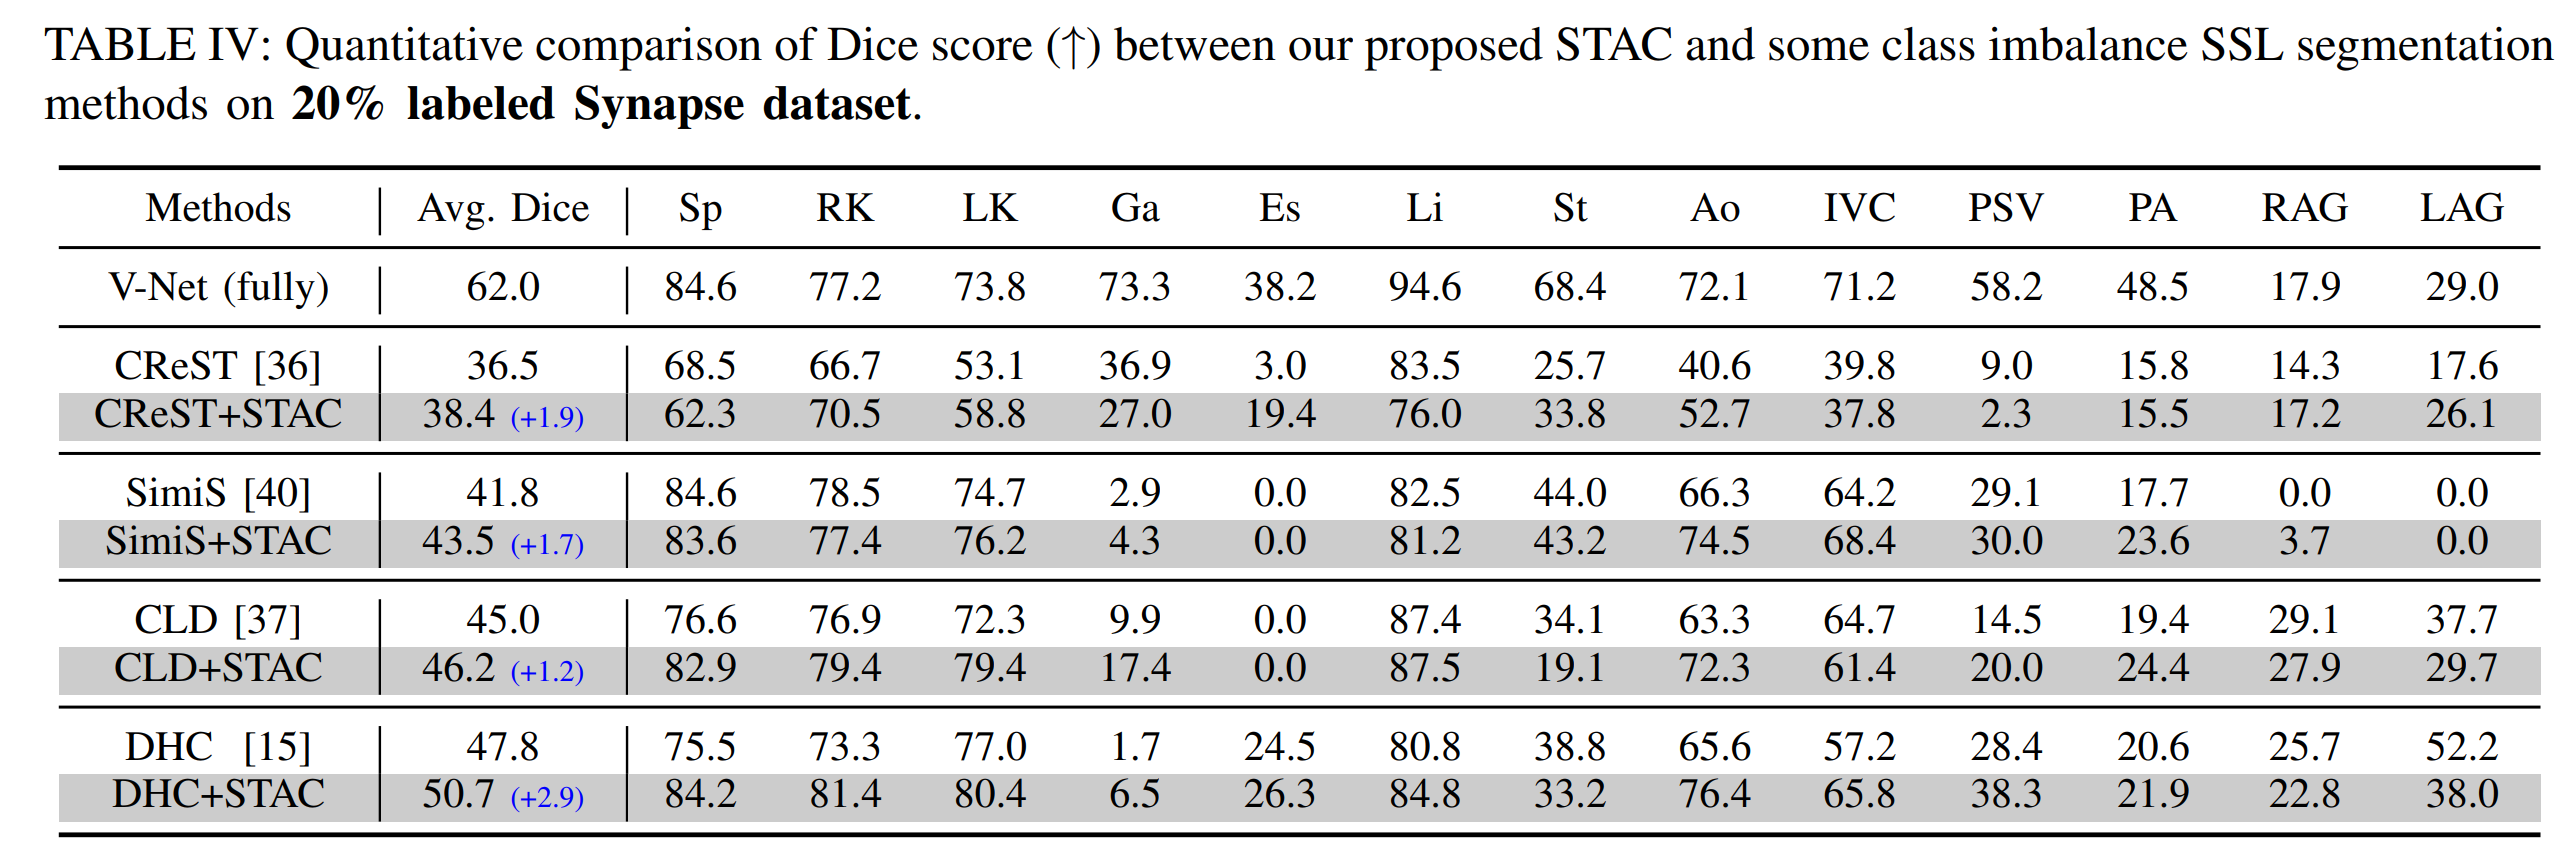 TABLE IV: Quantitative comparison of Dice score (↑) between our proposed STAC and some class imbalance SSL segmentation
methods on 20% labeled Synapse dataset.
Methods Avg. Dice Sp RK LK Ga Es Li St Ao IVC PSV PA RAG LAG
V-Net (fully) 62.0 84.6 77.2 73.8 73.3 38.2 94.6 68.4 72.1 71.2 58.2 48.5 17.9 29.0
CReST [36] 36.5 68.5 66.7 53.1 36.9 3.0 83.5 25.7 40.6 39.8 9.0 15.8 14.3 17.6
CReST+STAC 38.4 (+1.9) 62.3 70.5 58.8 27.0 19.4 76.0 33.8 52.7 37.8 2.3 15.5 17.2 26.1
SimiS [40] 41.8 84.6 78.5 74.7 2.9 0.0 82.5 44.0 66.3 64.2 29.1 17.7 0.0 0.0
SimiS+STAC 43.5 (+1.7) 83.6 77.4 76.2 4.3 0.0 81.2 43.2 74.5 68.4 30.0 23.6 3.7 0.0
CLD [37] 45.0 76.6 76.9 72.3 9.9 0.0 87.4 34.1 63.3 64.7 14.5 19.4 29.1 37.7
CLD+STAC 46.2 (+1.2) 82.9 79.4 79.4 17.4 0.0 87.5 19.1 72.3 61.4 20.0 24.4 27.9 29.7
DHC [15] 47.8 75.5 73.3 77.0 1.7 24.5 80.8 38.8 65.6 57.2 28.4 20.6 25.7 52.2
DHC+STAC 50.7 (+2.9) 84.2 81.4 80.4 6.5 26.3 84.8 33.2 76.4 65.8 38.3 21.9 22.8 38.0